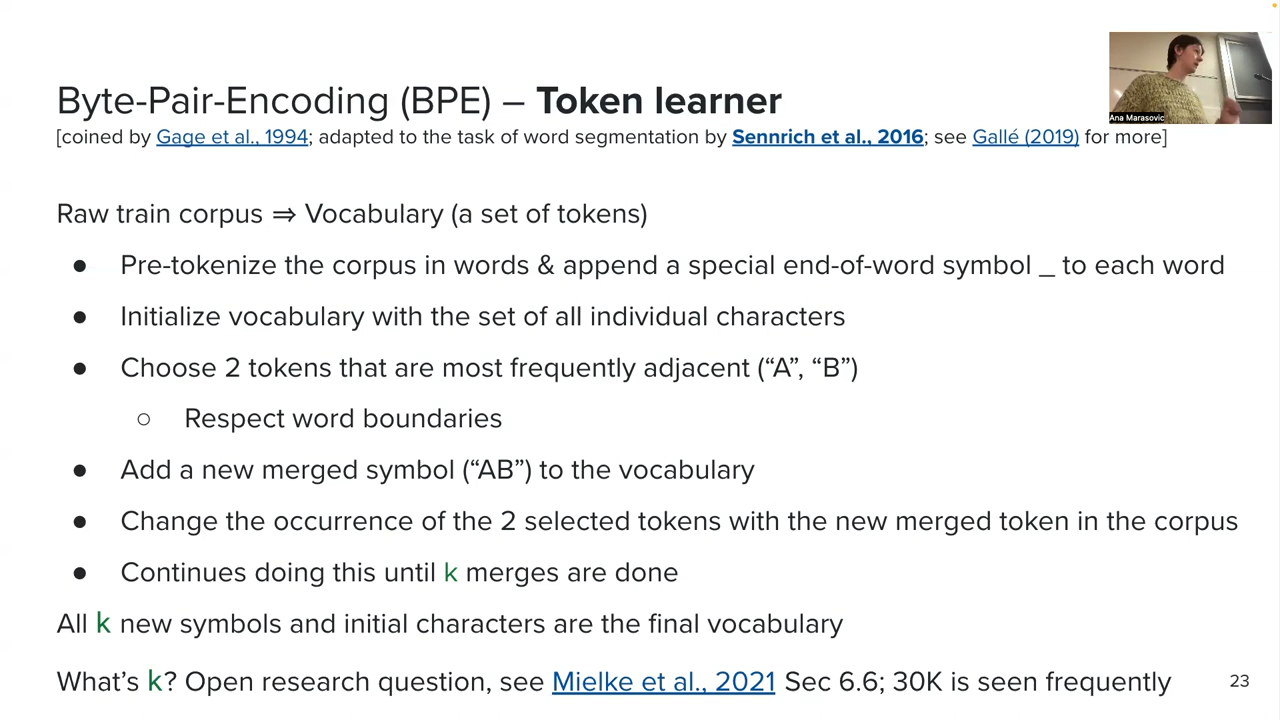 Ana Marasovic
Byte-Pair-Encoding (BPE) – Token learner
[coined by Gage et al., 1994; adapted to the task of word segmentation by Sennrich et al., 2016; see Gallé (2019) for more]
Raw train corpus ⇒ Vocabulary (a set of tokens)
● Pre-tokenize the corpus in words & append a special end-of-word symbol _ to each word
● Initialize vocabulary with the set of all individual characters
● Choose 2 tokens that are most frequently adjacent (“A”, “B”)
○ Respect word boundaries
● Add a new merged symbol (“AB”) to the vocabulary
● Change the occurrence of the 2 selected tokens with the new merged token in the corpus
● Continues doing this until k merges are done
All k new symbols and initial characters are the final vocabulary
What’s k? Open research question, see Mielke et al., 2021 Sec 6.6; 30K is seen frequently
23